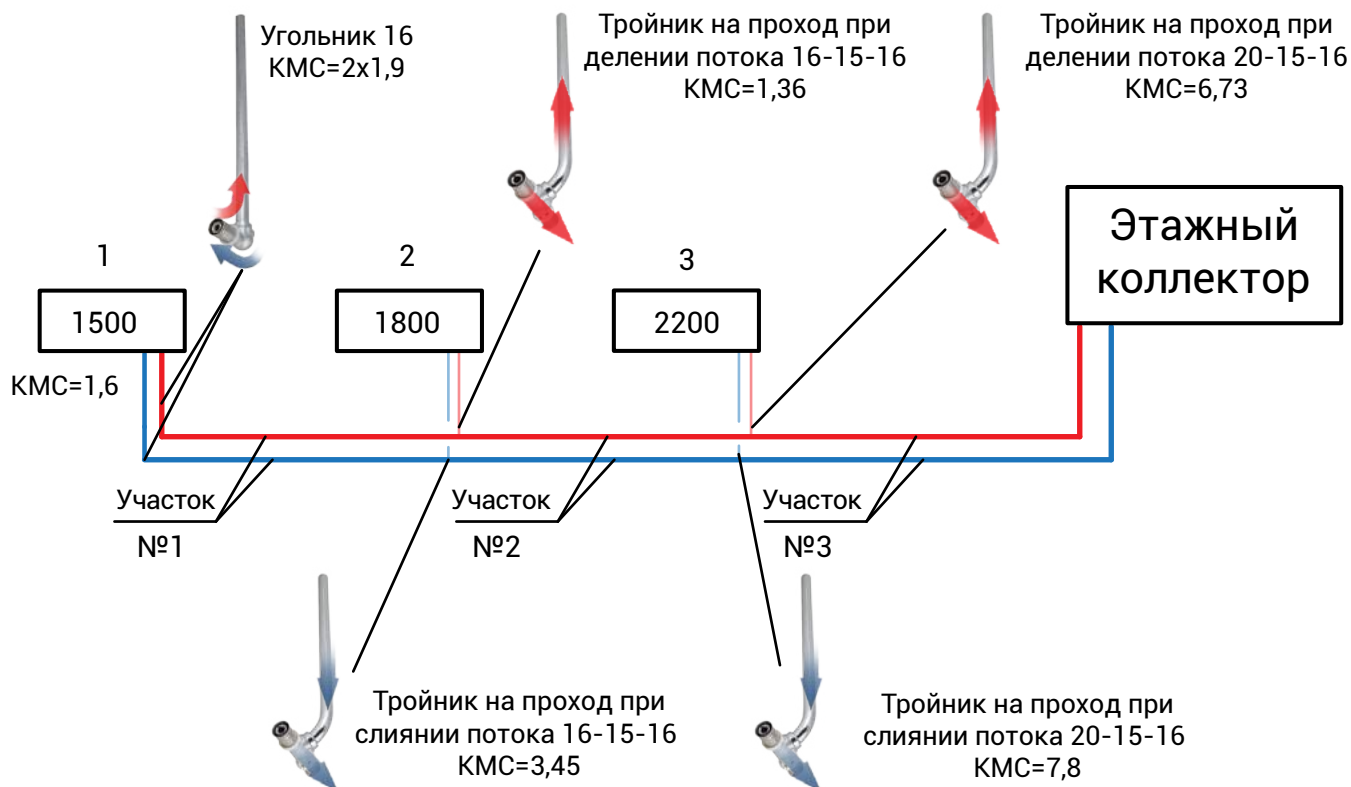 Угольник 16
КМС=2x1,9
Тройник на проход при
делении потока 16-15-16
КМС=1,36
Тройник на проход при
делении потока 20-15-16
КМС=6,73
Этажный
коллектор
1
2
3
1500
1800
2200
КМС=1,6
Участок
№1
Участок
№2
Участок
№3
Тройник на проход при
слиянии потока 16-15-16
КМС=3,45
Тройник на проход при
слиянии потока 20-15-16
КМС=7,8